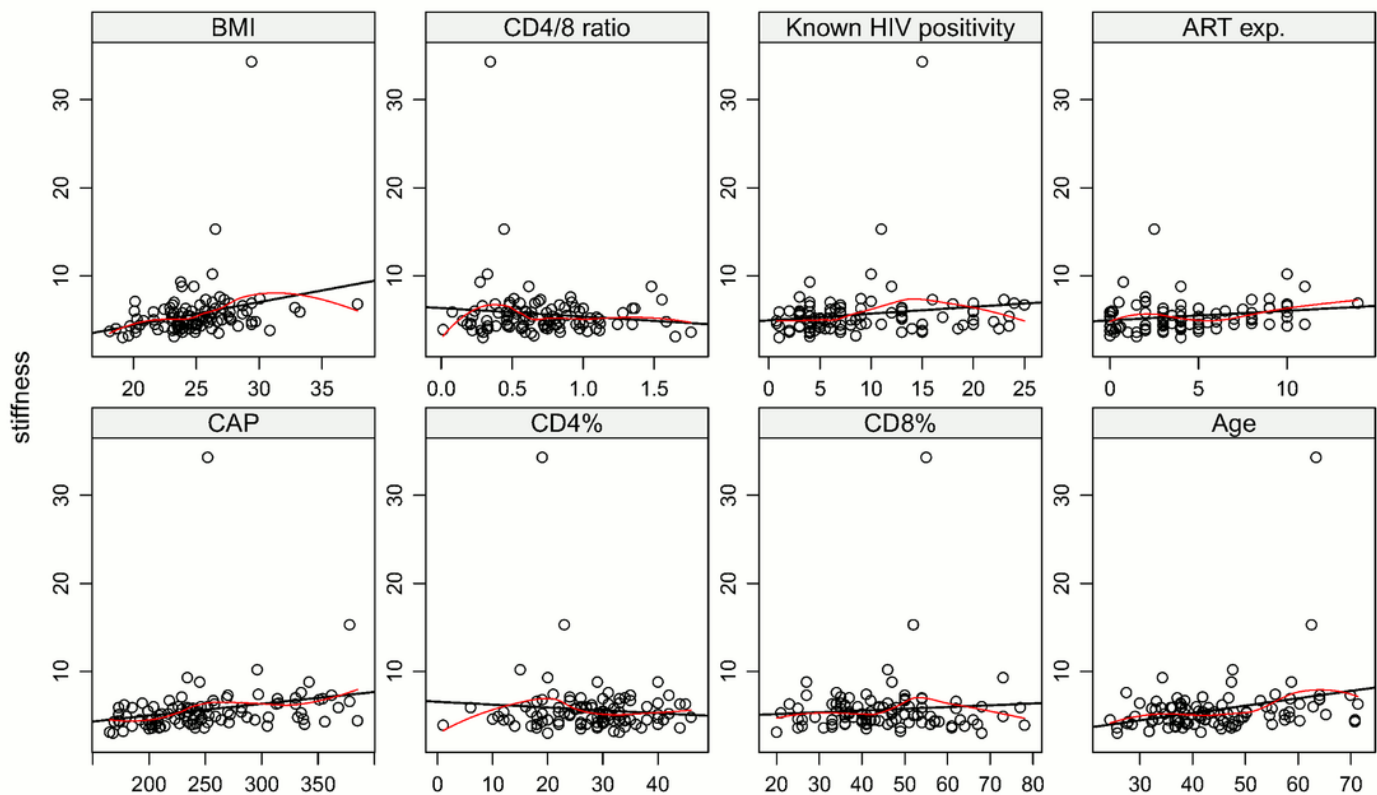 BMI CD4/8 ratio Known HIV positivity ART exp.
30 30 30 30
20 20 20 20
10 10 10 10
20 25 30 35 0.0 0.5 1.0 1.5 0 5 10 15 20 25 0 5 10
stiffness
CAP CD4% CD8% Age
30 30 30 30
20 20 20 20
10 10 10 10
200 250 300 350 0 10 20 30 40 20 30 40 50 60 70 80 30 40 50 60 70